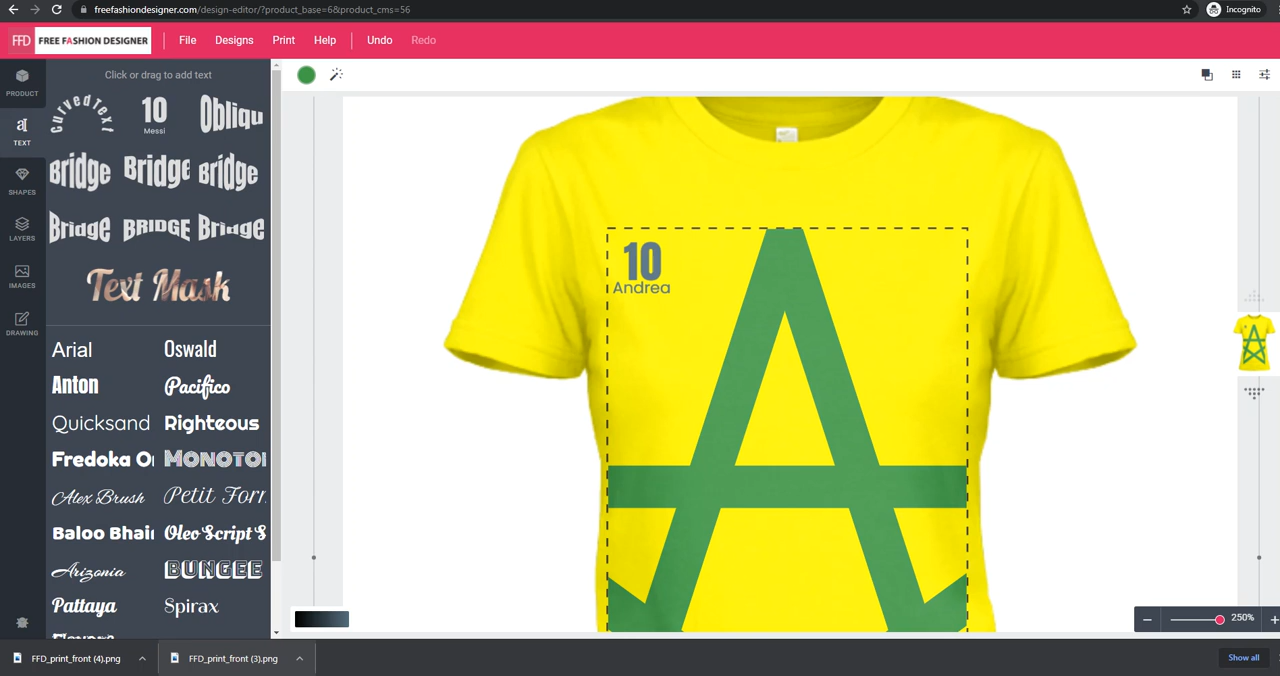 freefashiondesigner.com/design-editor/?product_base=6&product_cms=56
Incognito
FFD FREE FASHION DESIGNER
File Designs Print Help Undo Redo
PRODUCT
TEXT
SHAPES
LAYERS
IMAGES
DRAWING
Click or drag to add text
CurvedText 10 Messi Obliqu
Bridge Bridge Bridge
Bridge BRIDGE Bridge
Text Mask
Arial Oswald
Anton Pacifico
Quicksand Righteous
Fredoka O MONOTO
Alex Brush Petit For
Baloo Bhai Oleo Script S
Arizonia BUNGEE
Pattaya Spirax
10
Andrea
A
250%
FFD_print_front (4).png
FFD_print_front (3).png
Show all